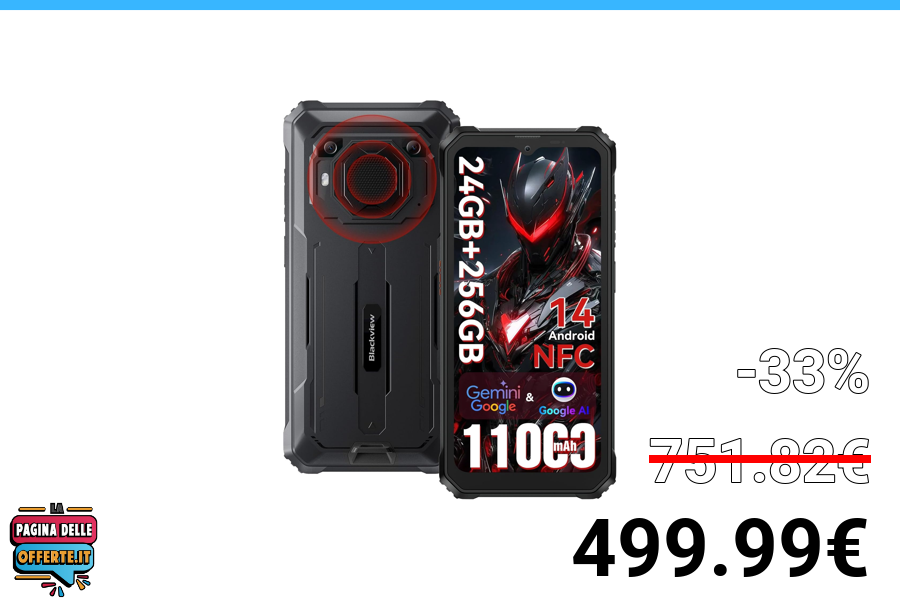 Blackview
24GB+256GB
14
Android
NFC
Gemini
Google
&
Google AI
11000
mAh
-33%
751.82€
499.99€
LA
PAGINA DELLE
OFFERTE.IT